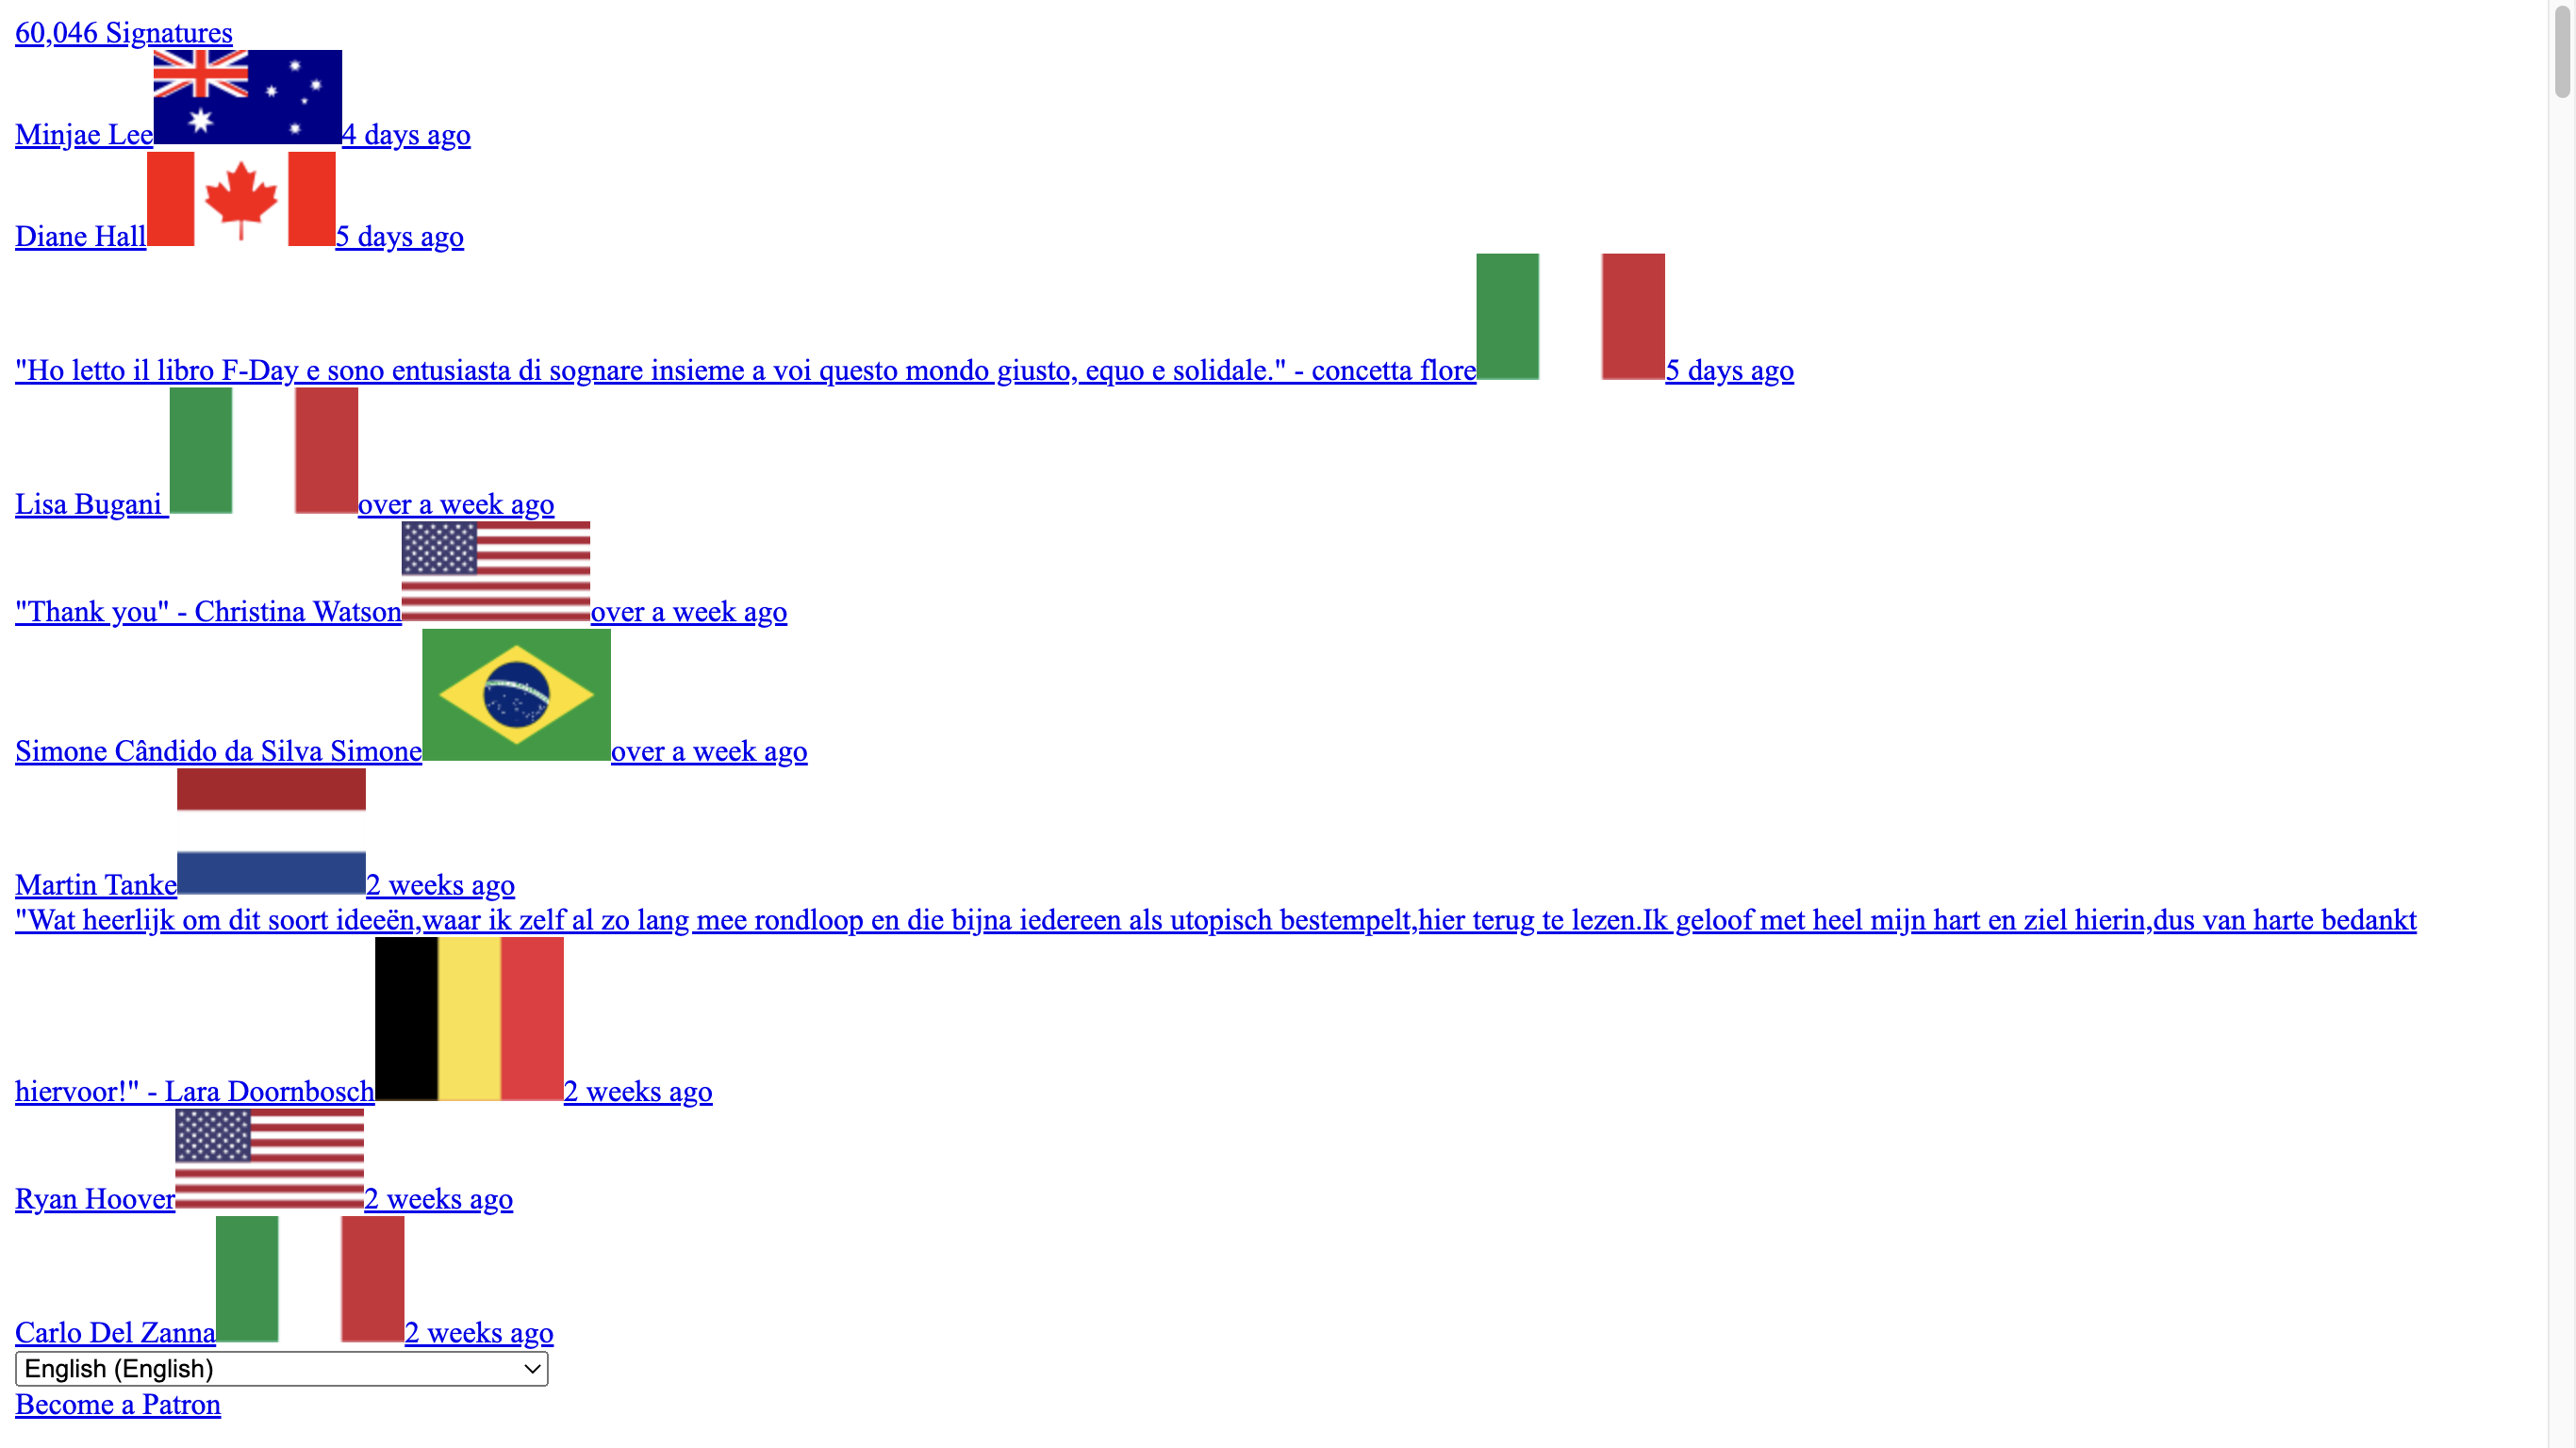 60,046 Signatures
Minjae Lee 4 days ago
Diane Hall 5 days ago
"Ho letto il libro F-Day e sono entusiasta di sognare insieme a voi questo mondo giusto, equo e solidale." - concetta flore 5 days ago
Lisa Bugani over a week ago
"Thank you" - Christina Watson over a week ago
Simone Cândido da Silva Simone over a week ago
Martin Tanke 2 weeks ago
"Wat heerlijk om dit soort ideeën,waar ik zelf al zo lang mee rondloop en die bijna iedereen als utopisch bestempelt,hier terug te lezen.Ik geloof met heel mijn hart en ziel hierin,dus van harte bedankt
hiervoor!" - Lara Doornbosch 2 weeks ago
Ryan Hoover 2 weeks ago
Carlo Del Zanna 2 weeks ago
English (English)
Become a Patron